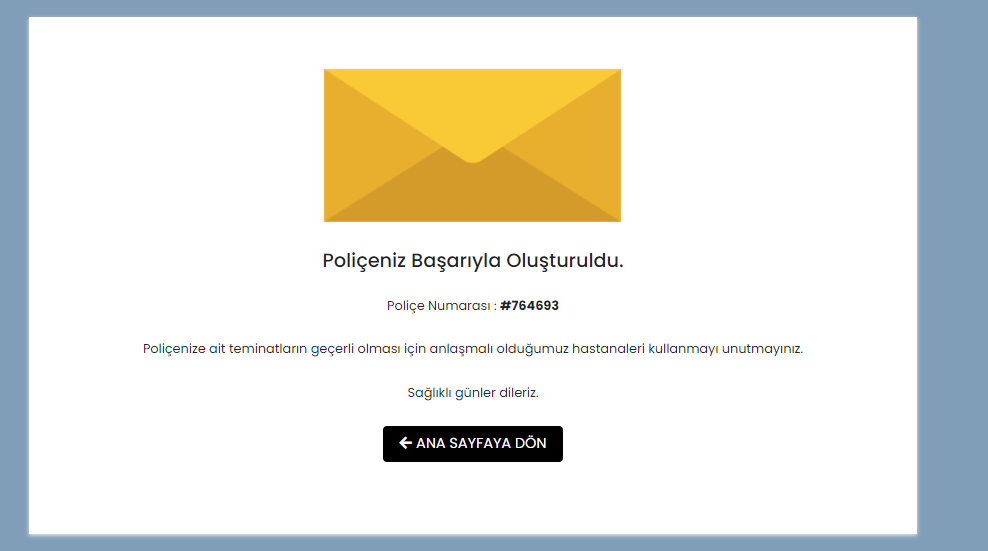 Poliçeniz Başarıyla Oluşturuldu.
Poliçe Numarası : #764693
Poliçenize ait teminatların geçerli olması için anlaşmalı olduğumuz hastanaleri kullanmayı unutmayınız.
Sağlıklı günler dileriz.
← ANA SAYFAYA DÖN